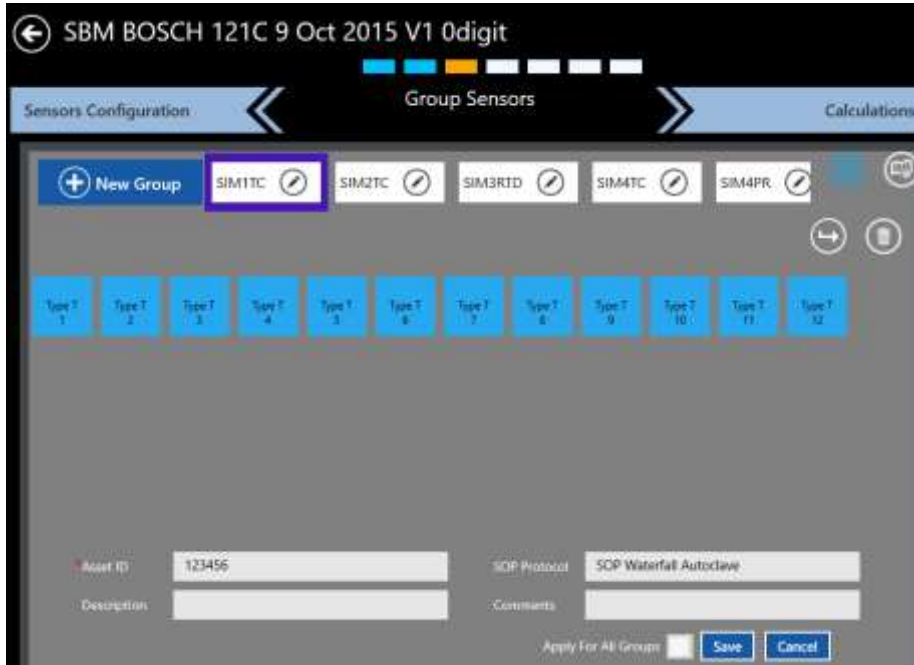 SBM BOSCH 121C 9 Oct 2015 V1 0digit
Sensors Configuration
Group Sensors
Calculations
New Group
SIM1TC
SIM2TC
SIM3RTD
SIM4TC
SIM4PR
Type T
1
Type T
2
Type T
3
Type T
4
Type T
5
Type T
6
Type T
7
Type T
8
Type T
9
Type T
10
Type T
11
Type T
12
*Asset ID
123456
SOP Protocol
SOP Waterfall Autoclave
Description
Comments
Apply For All Groups
Save
Cancel